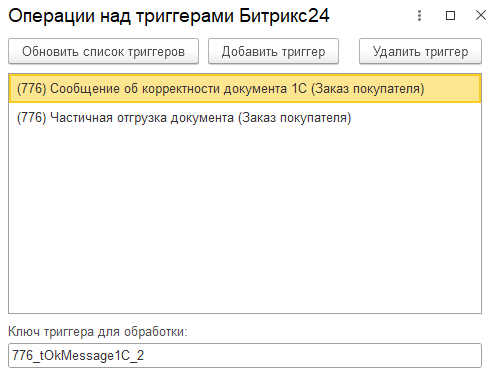 Операции над триггерами Битрикс24
Обновить список триггеров Добавить триггер Удалить триггер
(776) Сообщение об корректности документа 1С (Заказ покупателя)
(776) Частичная отгрузка документа (Заказ покупателя)
Ключ триггера для обработки:
776_tOkMessage1C_2